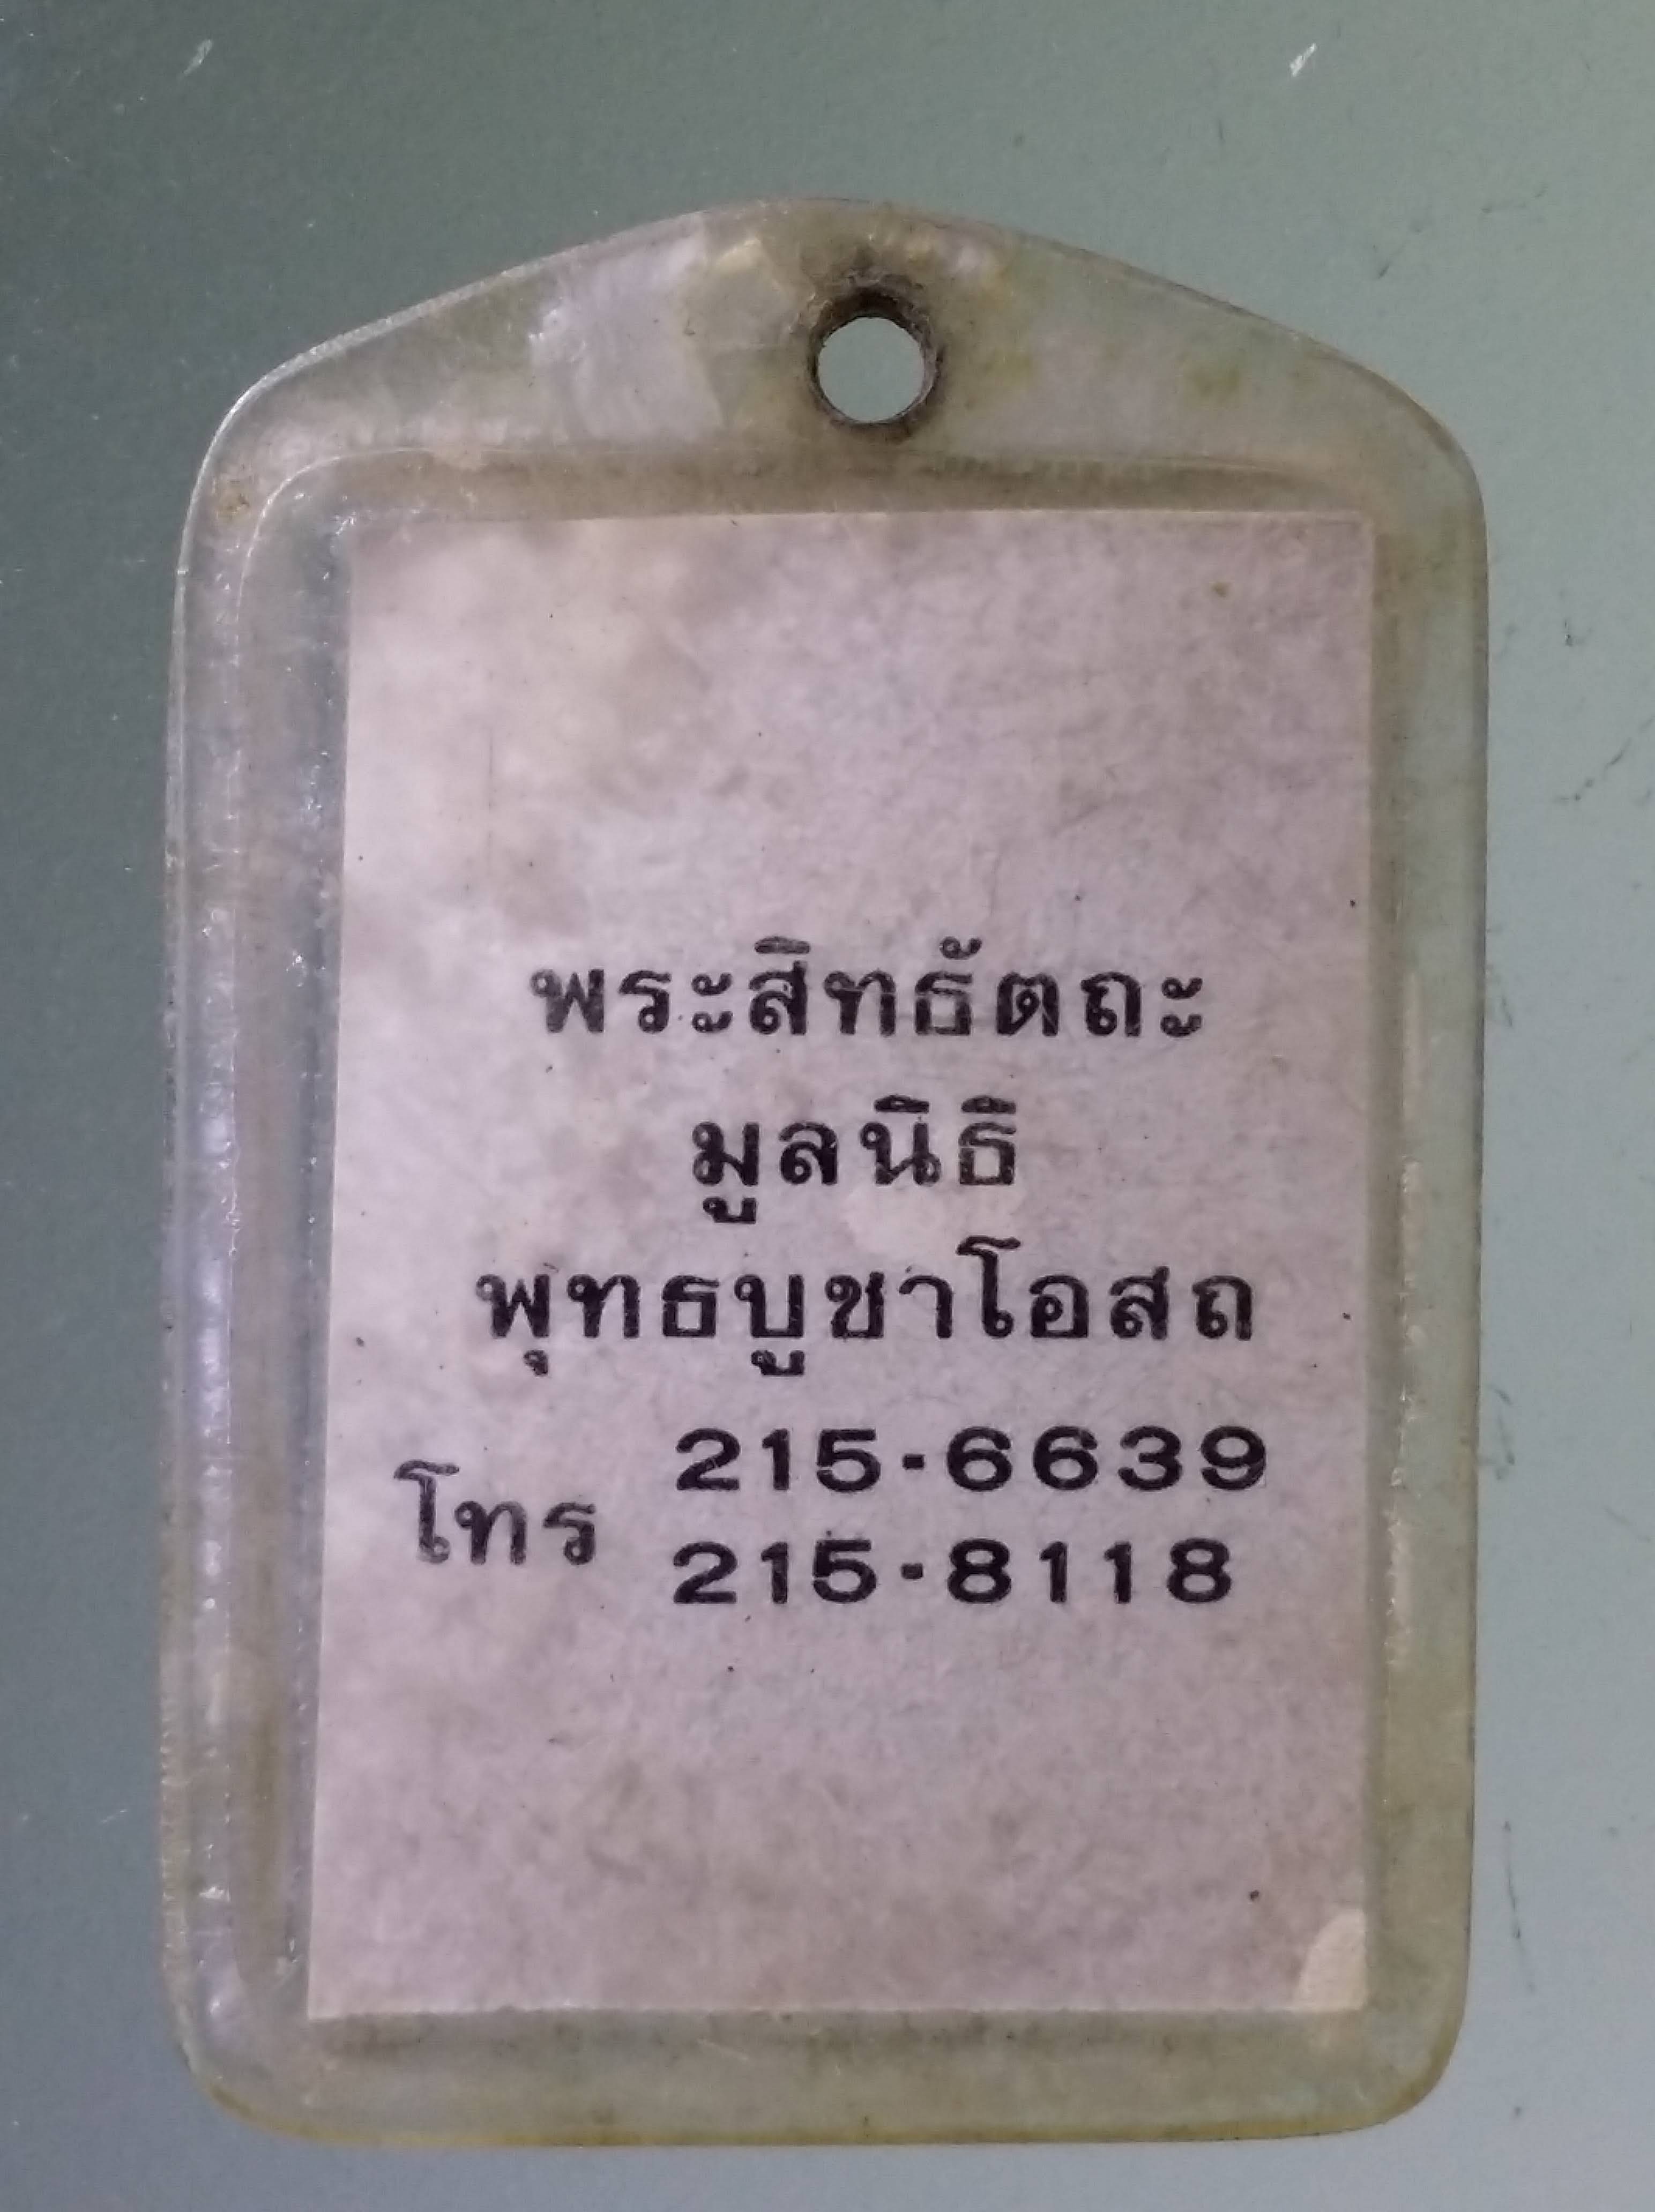 พระสิทธัตถะ
มูลนิธิ
พุทธบูชาโอสถ
โทร 215-6639
215-8118